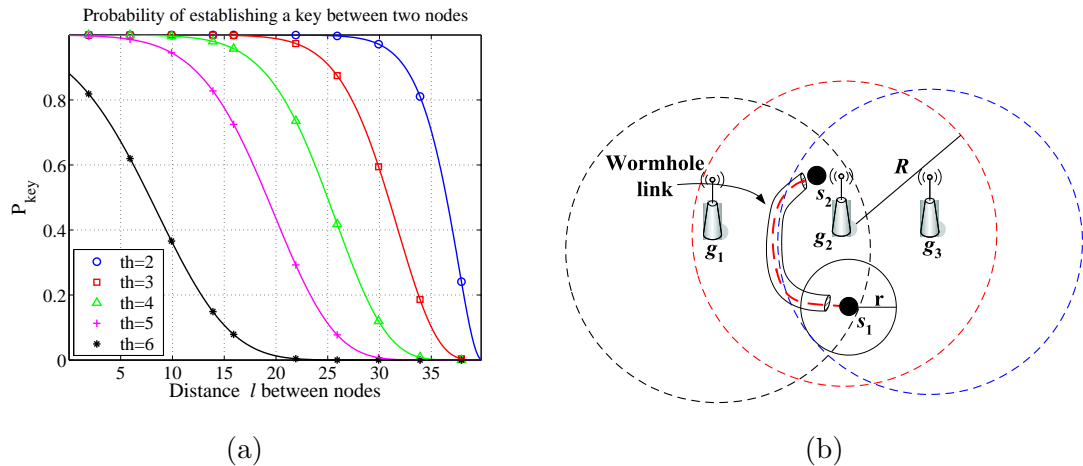 Probability of establishing a key between two nodes
P_key
0.8
0.6
0.4
0.2
0
th=2
th=3
th=4
th=5
th=6
5 10 15 20 25 30 35
Distance l between nodes
(a)
Wormhole
link
s_2
R
g_1
g_2
g_3
r
s_1
(b)